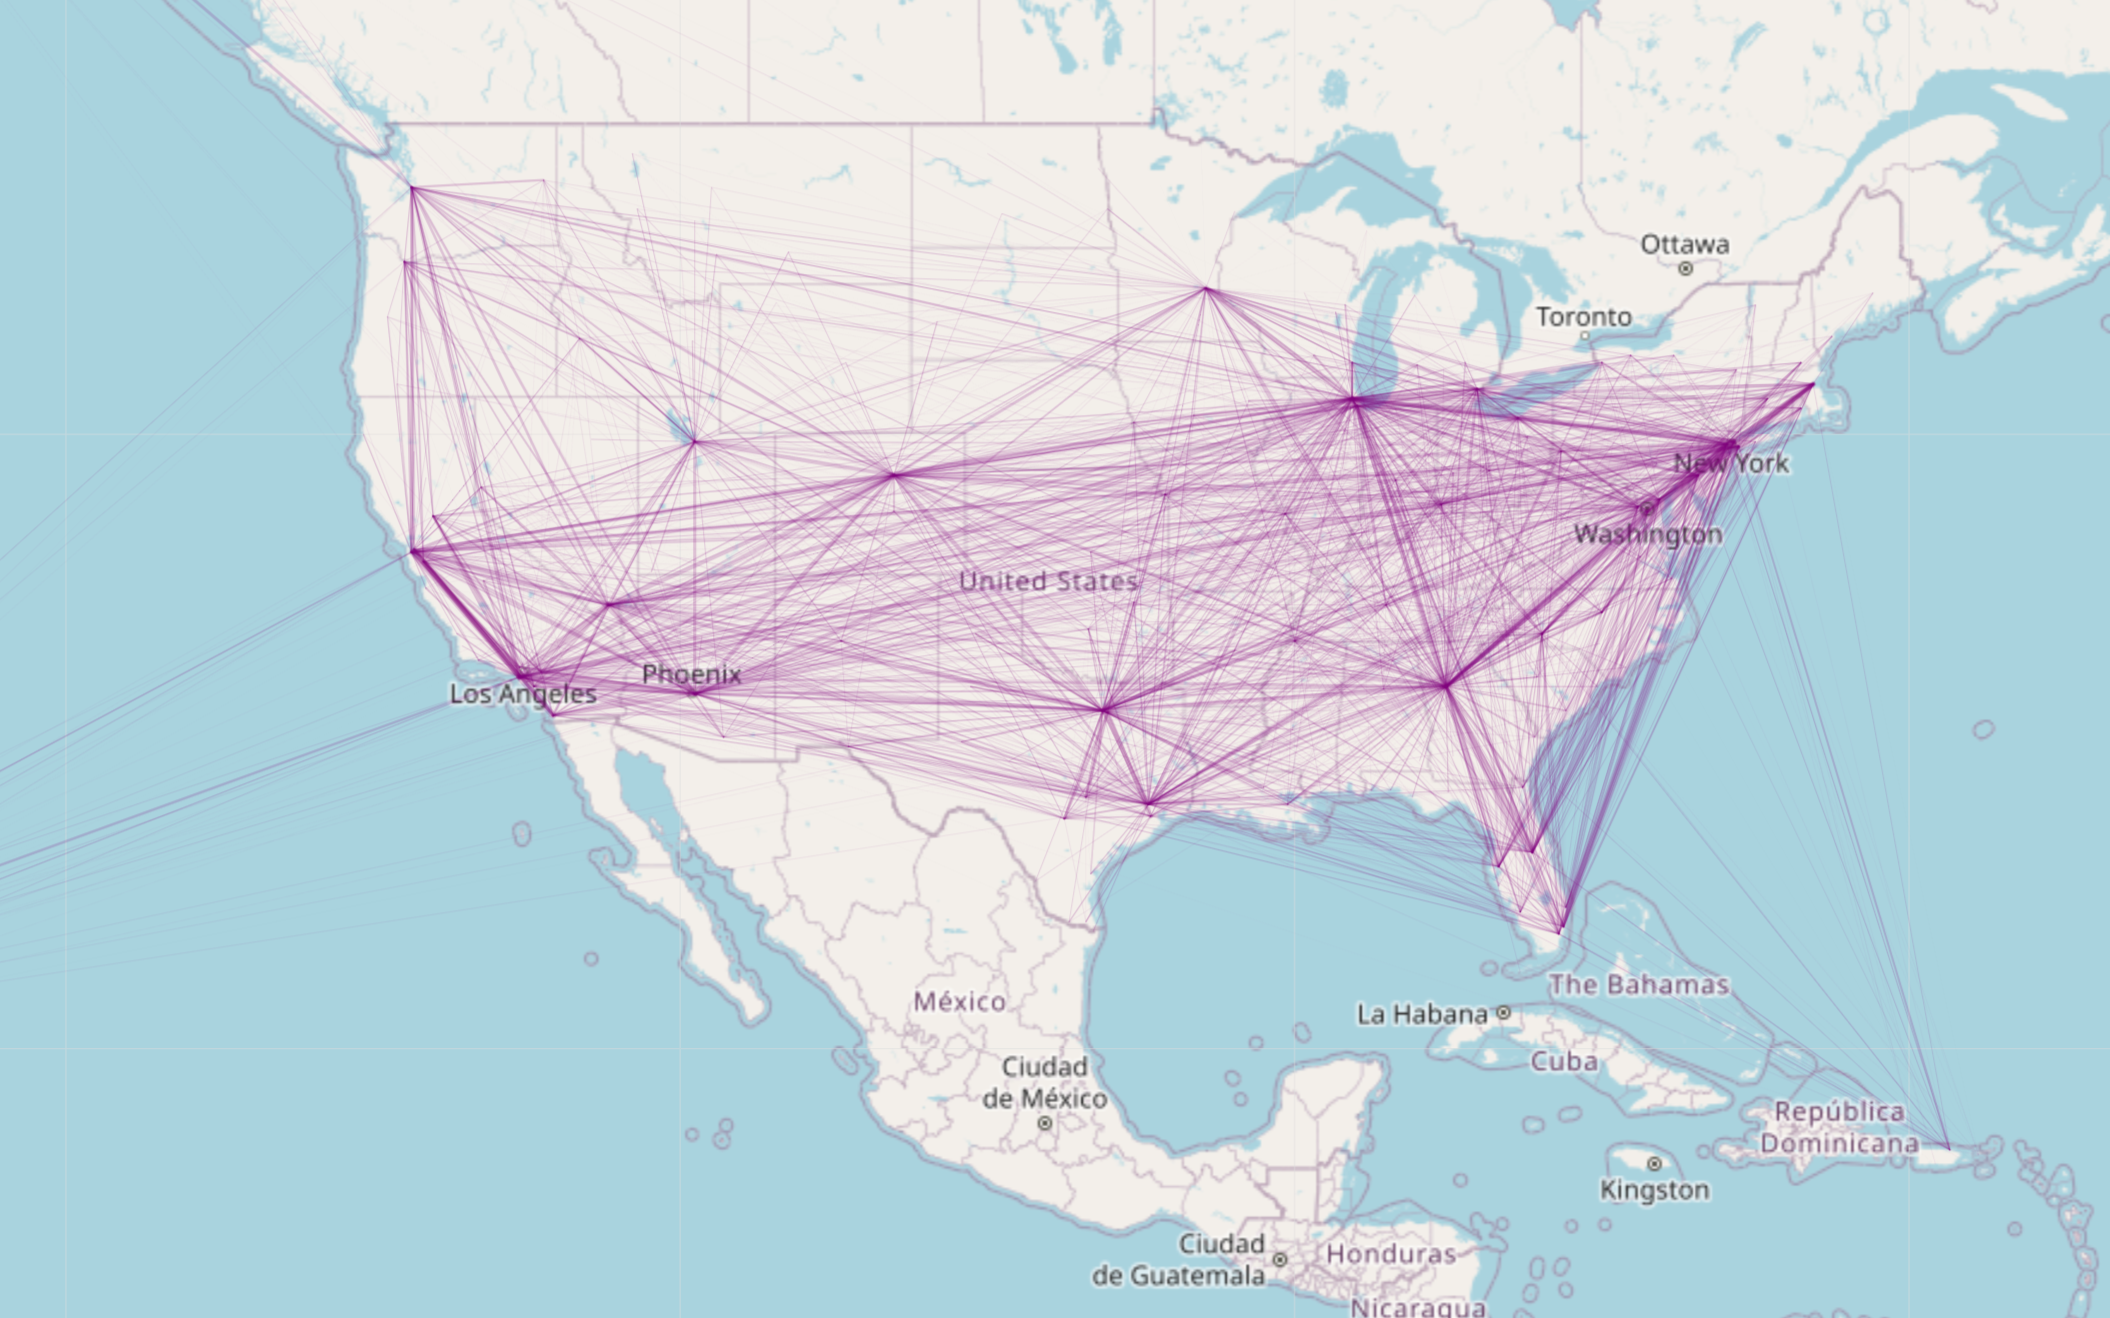 Ottawa
Toronto
New York
Washington
United States
Phoenix
Los Angeles
The Bahamas
México
La Habana
Cuba
Ciudad
de México
República
Dominicana
Kingston
Ciudad
de Guatemala
Honduras
Nicaragua